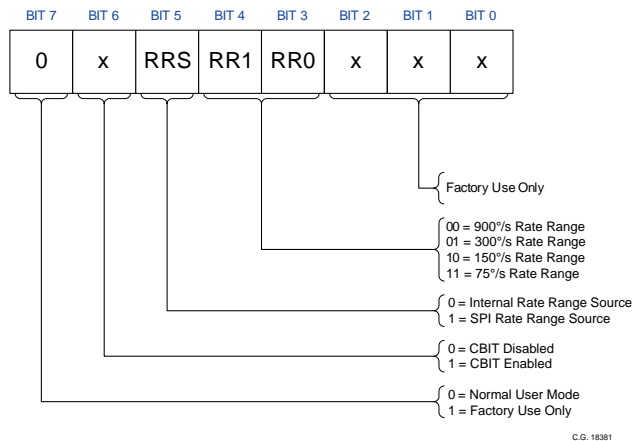 BIT 7 BIT 6 BIT 5 BIT 4 BIT 3 BIT 2 BIT 1 BIT 0
0 x RRS RR1 RR0 x x x
Factory Use Only
00 = 900°/s Rate Range
01 = 300°/s Rate Range
10 = 150°/s Rate Range
11 = 75°/s Rate Range
0 = Internal Rate Range Source
1 = SPI Rate Range Source
0 = CBIT Disabled
1 = CBIT Enabled
0 = Normal User Mode
1 = Factory Use Only
C.G. 18381